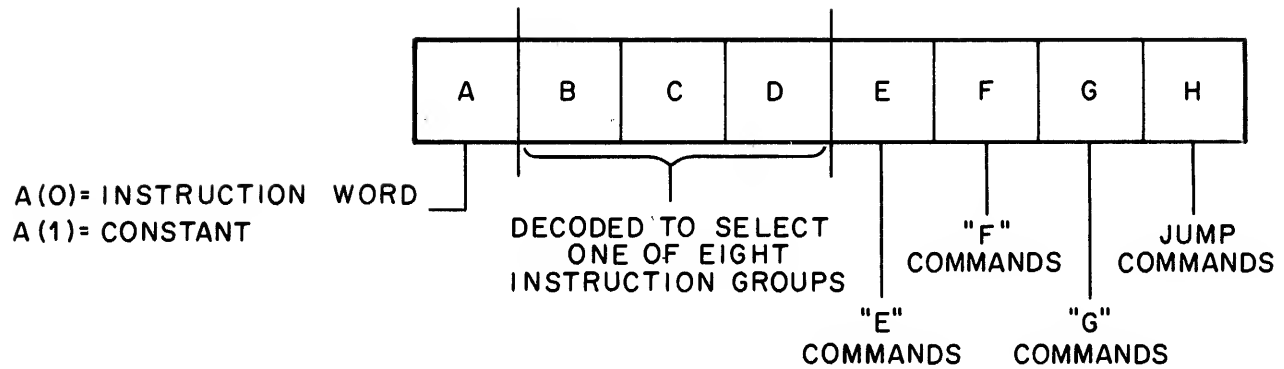 A B C D E F G H
A(0)= INSTRUCTION WORD
A(1)= CONSTANT
DECODED TO SELECT
ONE OF EIGHT
INSTRUCTION GROUPS
"F"
COMMANDS
JUMP
COMMANDS
"E"
COMMANDS
"G"
COMMANDS